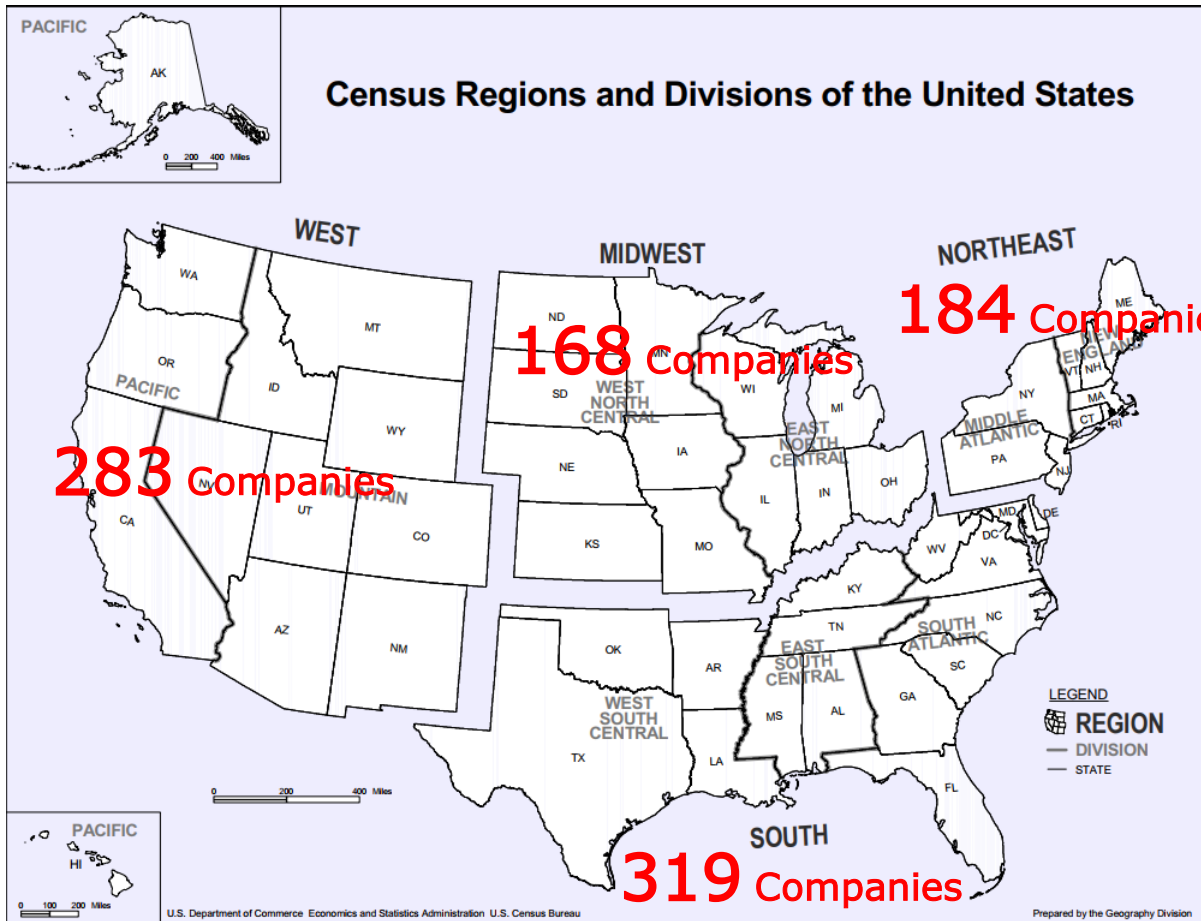 PACIFIC
AK
0 200 400 Miles
Census Regions and Divisions of the United States
WEST
MIDWEST
NORTHEAST
WA
MT
OR
ID
PACIFIC
WY
283 Companies
NV
MOUNTAIN
UT
CO
CA
AZ
NM
ND
MN
168 Companies
SD
WEST
NORTH
CENTRAL
WI
MI
IA
NE
EAST
NORTH
CENTRAL
IL
IN
OH
KS
MO
184 Companie
ME
NEW
ENGLAND
VT
NH
NY
MA
CT
RI
MIDDLE
ATLANTIC
PA
NJ
MD
DE
DC
WV
VA
KY
NC
TN
SOUTH
ATLANTIC
SC
EAST
SOUTH
CENTRAL
OK
AR
GA
MS
AL
WEST
SOUTH
CENTRAL
TX
LA
FL
LEGEND
REGION
DIVISION
STATE
0 200 400 Miles
SOUTH
319 Companies
PACIFIC
HI
0 100 200 Miles
U.S. Department of Commerce Economics and Statistics Administration U.S. Census Bureau
Prepared by the Geography Division